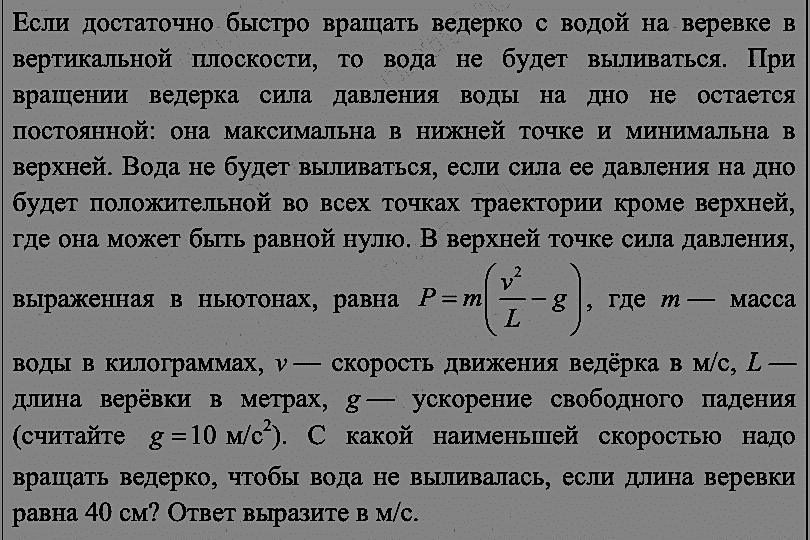 Если достаточно быстро вращать ведерко с водой на веревке в
вертикальной плоскости, то вода не будет выливаться. При
вращении ведерка сила давления воды на дно не остается
постоянной: она максимальна в нижней точке и минимальна в
верхней. Вода не будет выливаться, если сила ее давления на дно
будет положительной во всех точках траектории кроме верхней,
где она может быть равной нулю. В верхней точке сила давления,
выраженная в ньютонах, равна P = m(v²/L − g), где m — масса
воды в килограммах, v — скорость движения ведёрка в м/с, L —
длина верёвки в метрах, g — ускорение свободного падения
(считайте g = 10 м/с²). С какой наименьшей скоростью надо
вращать ведерко, чтобы вода не выливалась, если длина веревки
равна 40 см? Ответ выразите в м/с.